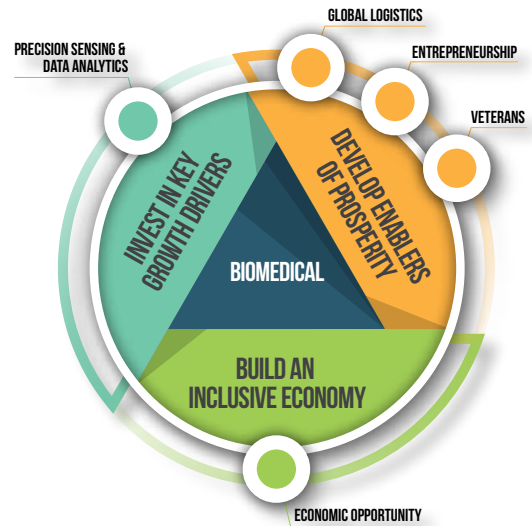 GLOBAL LOGISTICS
PRECISION SENSING &
DATA ANALYTICS
ENTREPRENEURSHIP
VETERANS
INVEST IN KEY
GROWTH DRIVERS
DEVELOP ENABLERS
OF PROSPERITY
BIOMEDICAL
BUILD AN
INCLUSIVE ECONOMY
ECONOMIC OPPORTUNITY